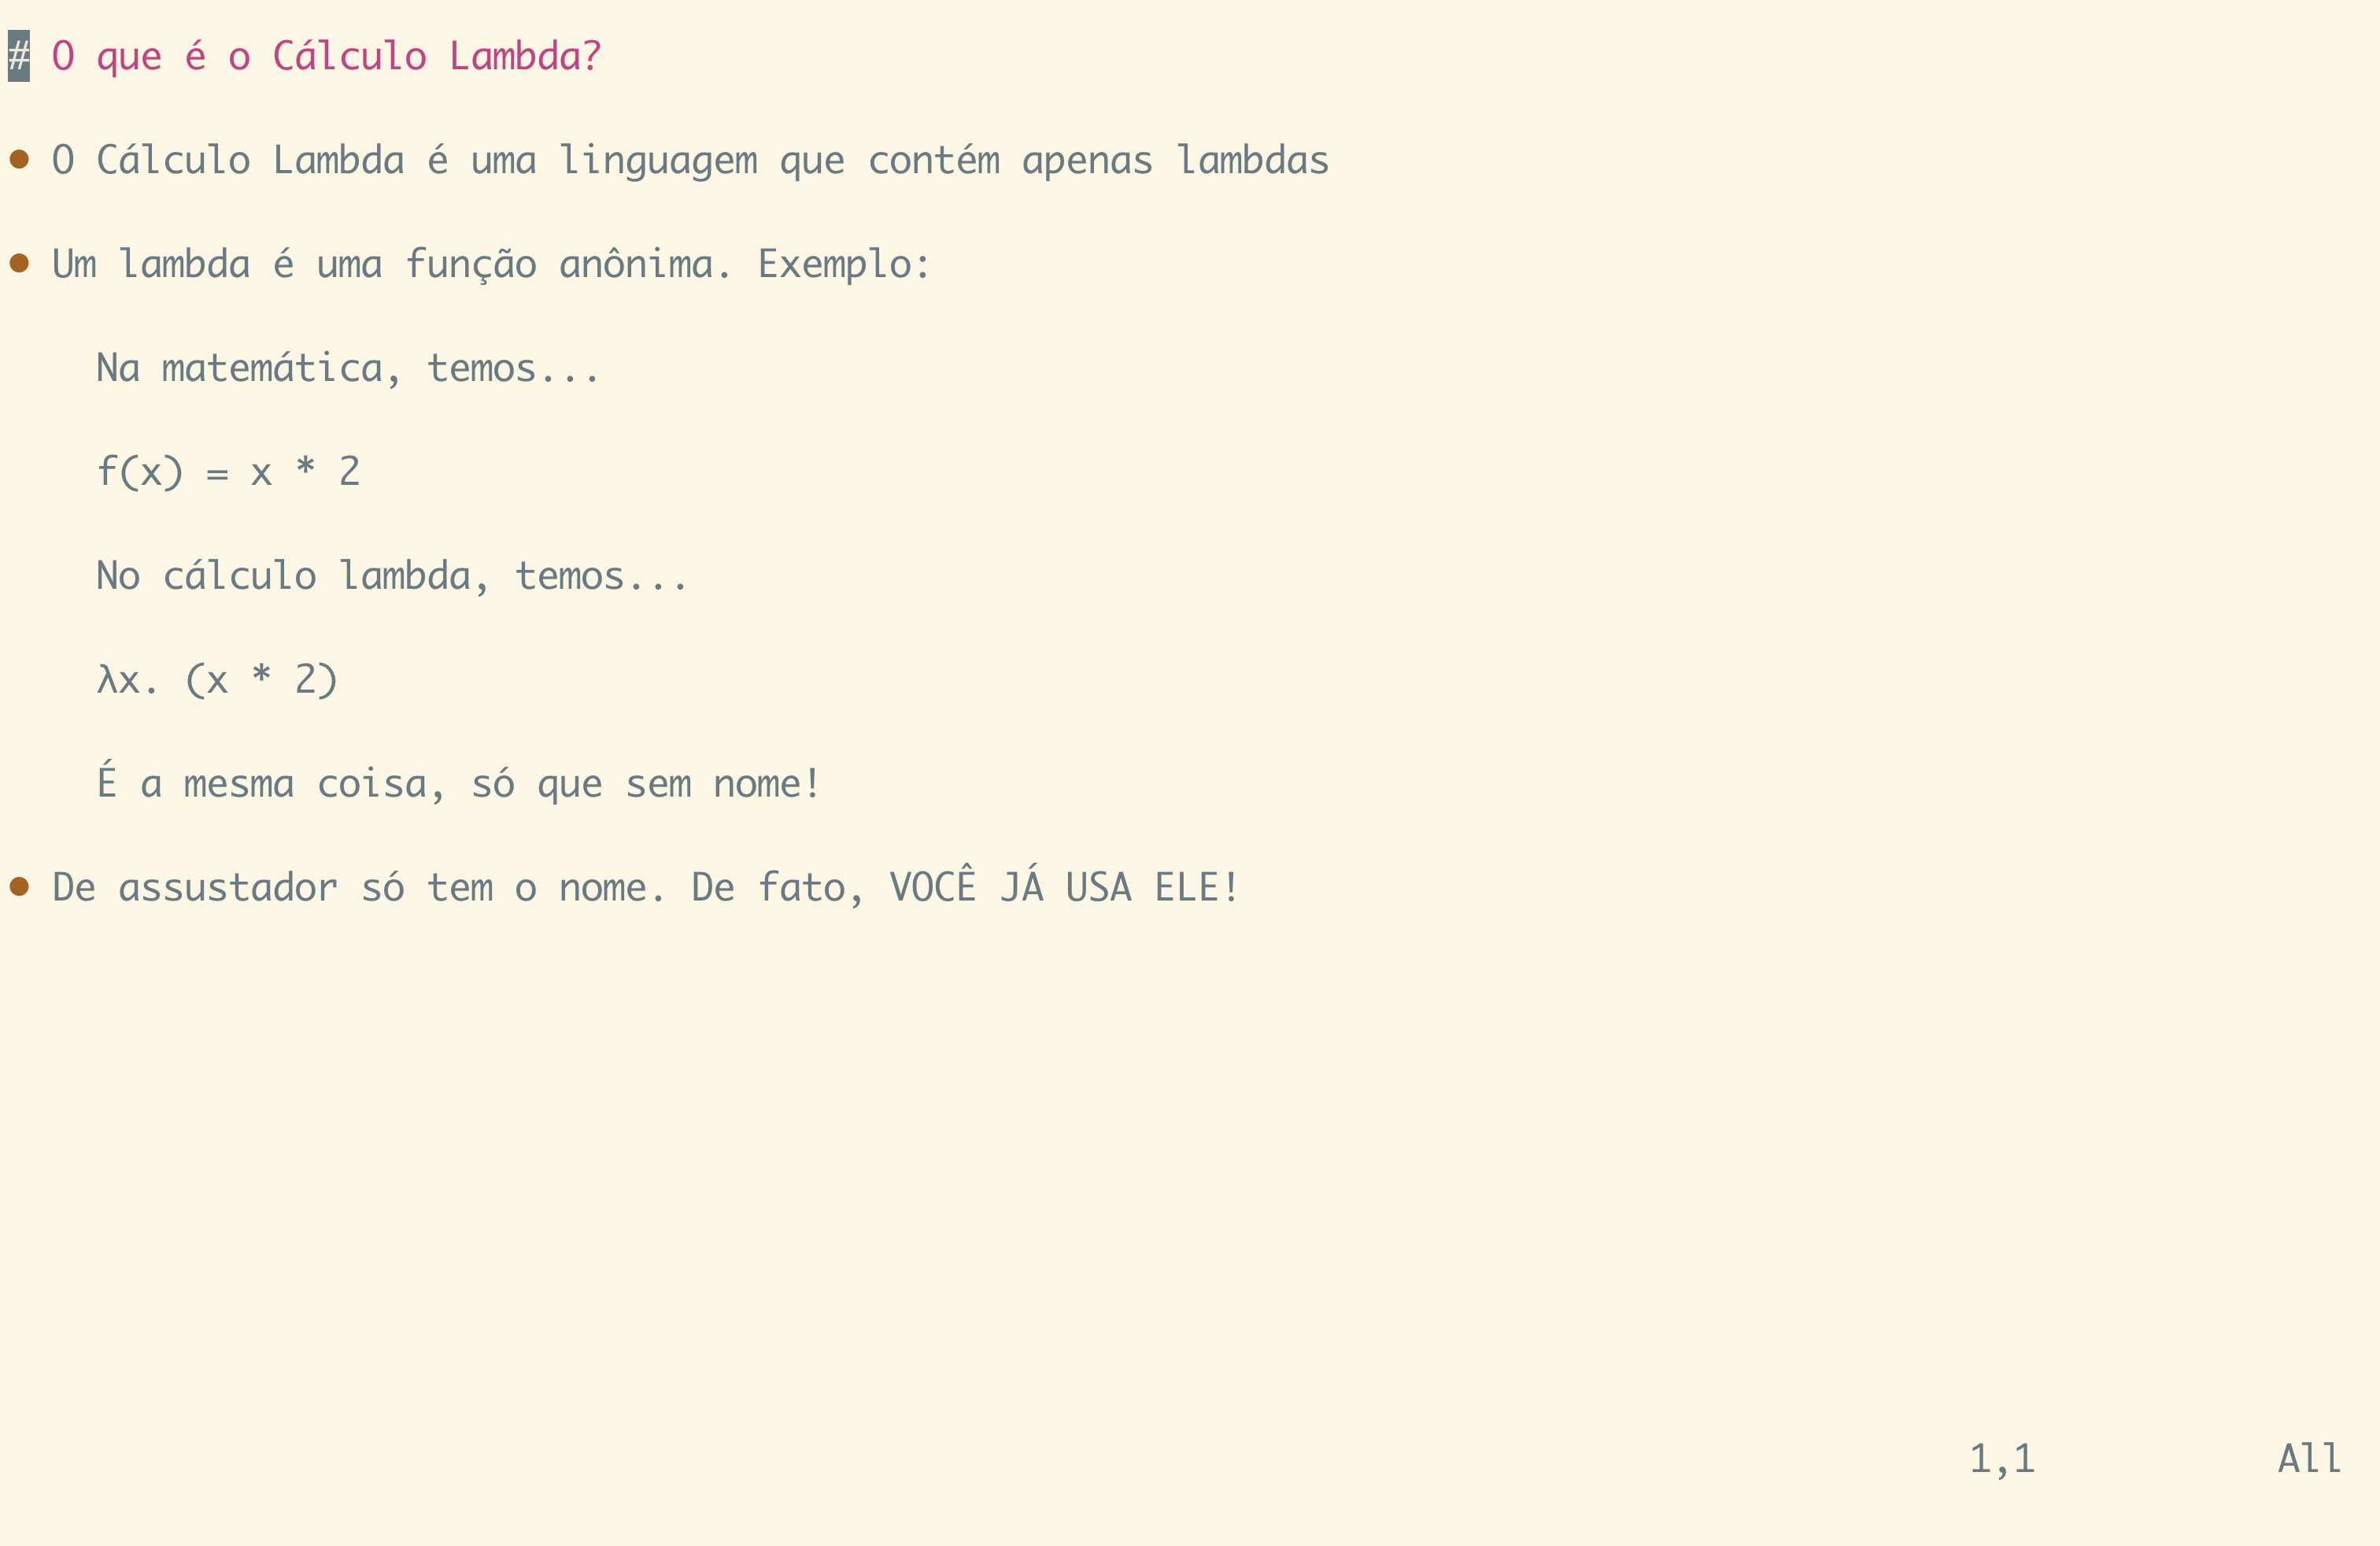 # O que é o Cálculo Lambda?
● O Cálculo Lambda é uma linguagem que contém apenas lambdas
● Um lambda é uma função anônima. Exemplo:
Na matemática, temos...
f(x) = x * 2
No cálculo lambda, temos...
λx. (x * 2)
É a mesma coisa, só que sem nome!
● De assustador só tem o nome. De fato, VOCÊ JÁ USA ELE!
1,1 All